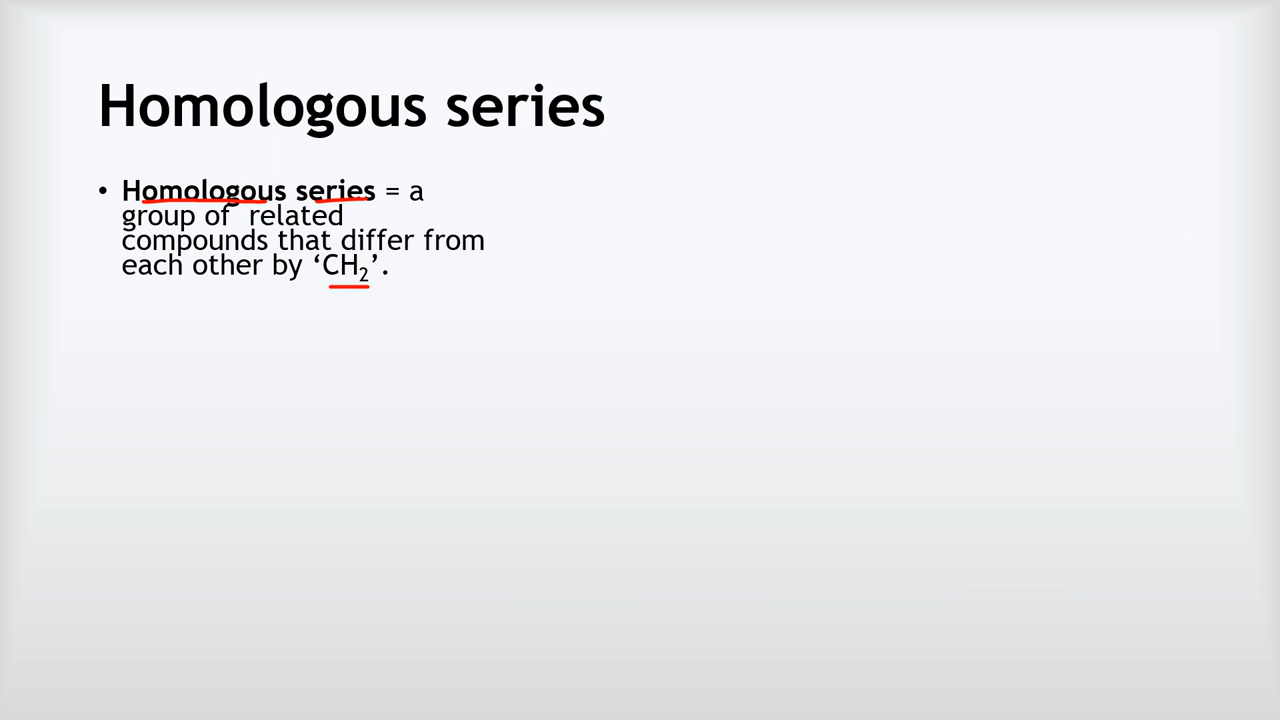 Homologous series
• Homologous series = a
group of related
compounds that differ from
each other by ‘CH₂’.